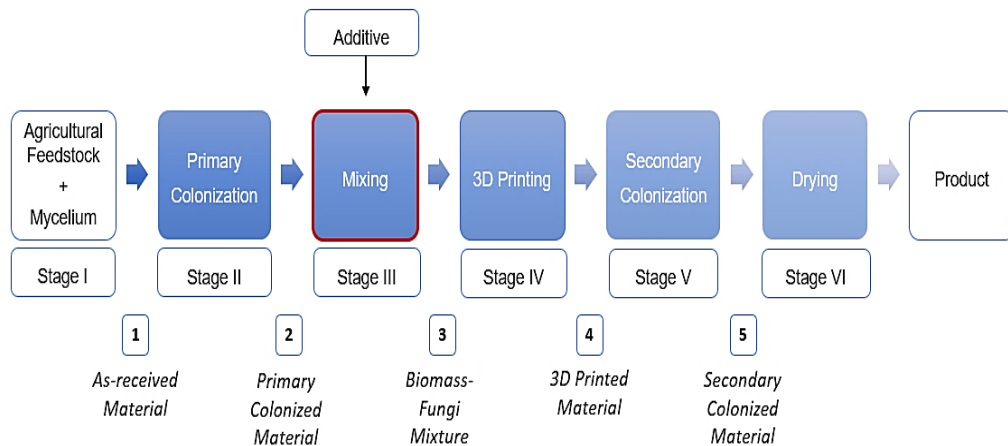 Additive
Agricultural
Feedstock
+
Mycelium
Primary
Colonization
Mixing
3D Printing
Secondary
Colonization
Drying
Product
Stage I
Stage II
Stage III
Stage IV
Stage V
Stage VI
1
2
3
4
5
As-received
Material
Primary
Colonized
Material
Biomass-
Fungi
Mixture
3D Printed
Material
Secondary
Colonized
Material